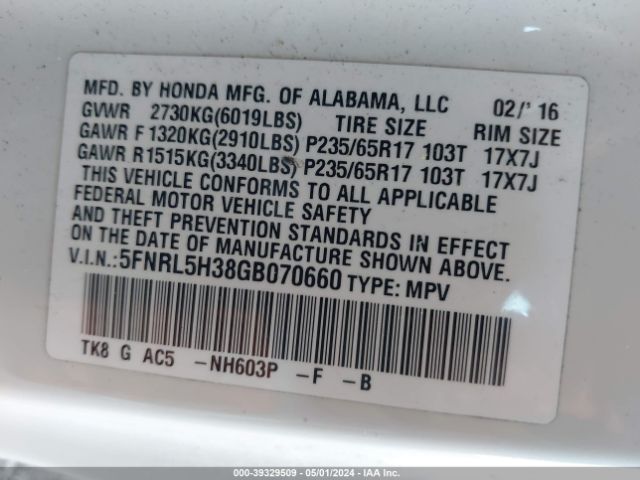 MFD. BY HONDA MFG. OF ALABAMA, LLC 02/'16
GVWR 2730KG(6019LBS) TIRE SIZE RIM SIZE
GAWR F1320KG(2910LBS) P235/65R17 103T 17X7J
GAWR R1515KG(3340LBS) P235/65R17 103T 17X7J
THIS VEHICLE CONFORMS TO ALL APPLICABLE
FEDERAL MOTOR VEHICLE SAFETY
AND THEFT PREVENTION STANDARDS IN EFFECT
ON THE DATE OF MANUFACTURE SHOWN ABOVE.
V.I.N.:5FNRL5H38GB070660 TYPE: MPV
TK8 G AC5 -NH603P -F -B
© IAA - 39329509 - 05/01/2024 - IAAI.COM